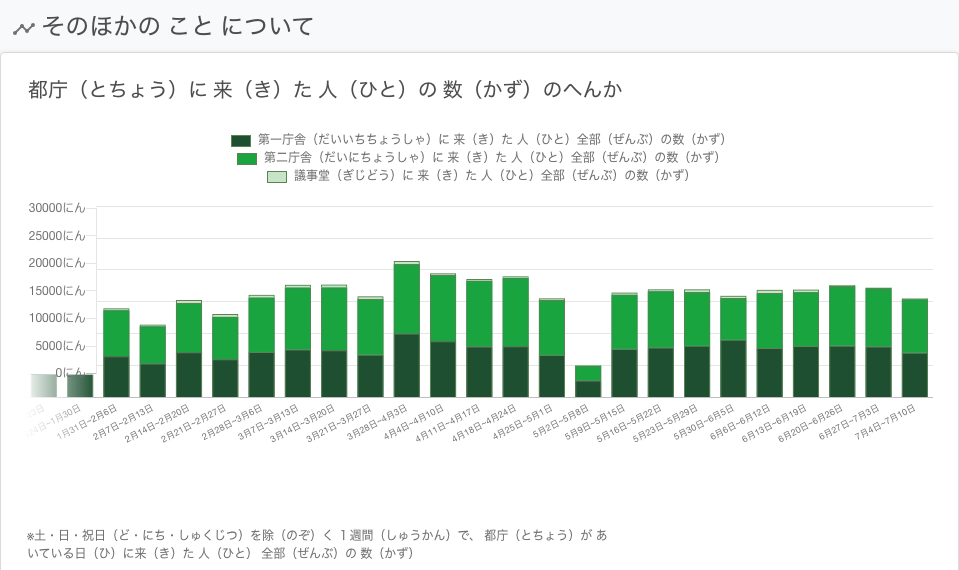 そのほかの こと について
都庁（とちょう）に 来（き）た 人（ひと）の 数（かず）のへんか
第一庁舎（だいいちちょうしゃ）に 来（き）た 人（ひと）全部（ぜんぶ）の数（かず）
第二庁舎（だいにちょうしゃ）に 来（き）た 人（ひと）全部（ぜんぶ）の数（かず）
議事堂（ぎじどう）に 来（き）た 人（ひと）全部（ぜんぶ）の数（かず）
30000にん
25000にん
20000にん
15000にん
10000にん
5000にん
0にん
24日~1月30日
1月31日~2月6日
2月7日~2月13日
2月14日~2月20日
2月21日~2月27日
2月28日~3月6日
3月7日~3月13日
3月14日~3月20日
3月21日~3月27日
3月28日~4月3日
4月4日~4月10日
4月11日~4月17日
4月18日~4月24日
4月25日~5月1日
5月2日~5月8日
5月9日~5月15日
5月16日~5月22日
5月23日~5月29日
5月30日~6月5日
6月6日~6月12日
6月13日~6月19日
6月20日~6月26日
6月27日~7月3日
7月4日~7月10日
※土・日・祝日（ど・にち・しゅくじつ）を除（のぞ）く １週間（しゅうかん）で、 都庁（とちょう）が あ
いている日（ひ）に来（き）た 人（ひと） 全部（ぜんぶ）の 数（かず）